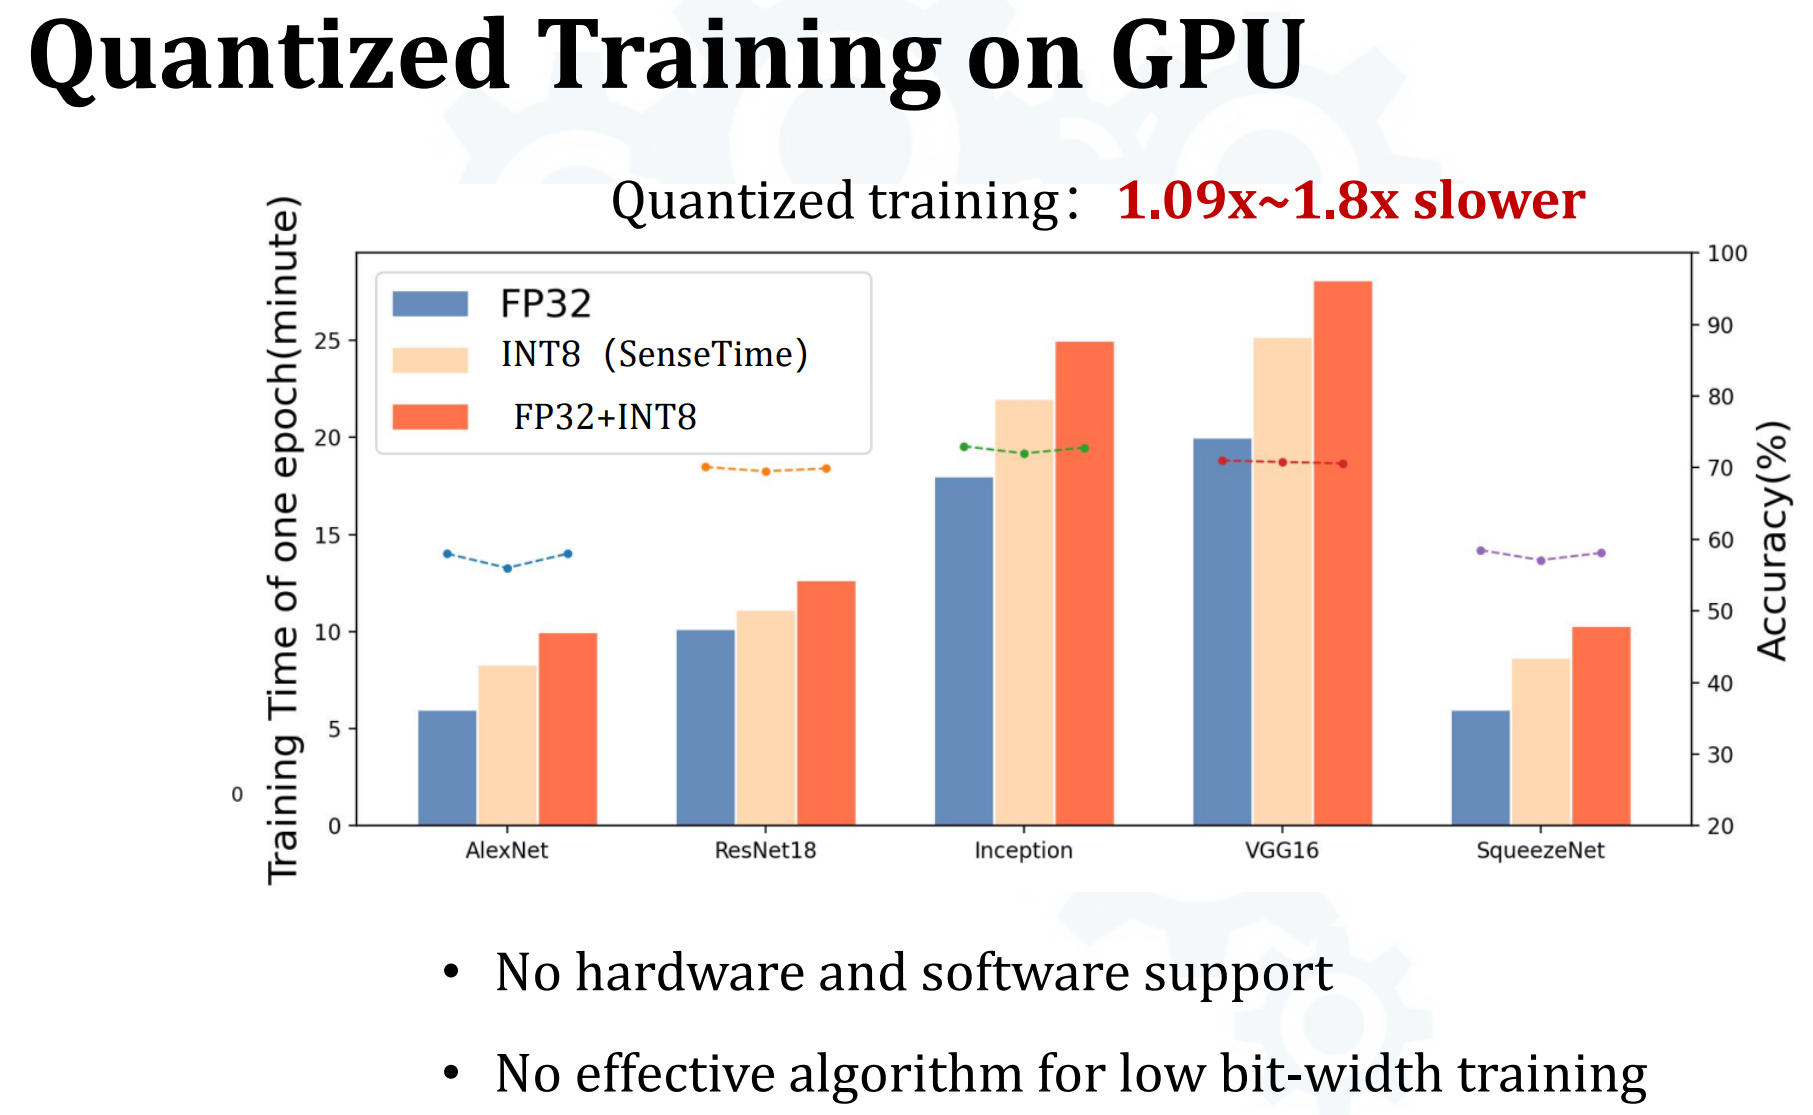 Quantized Training on GPU
Quantized training： 1.09x~1.8x slower
Training Time of one epoch(minute)
FP32
INT8（SenseTime）
FP32+INT8
25
20
15
10
5
0
0
100
90
80
70
60
50
40
30
20
Accuracy(%)
AlexNet
ResNet18
Inception
VGG16
SqueezeNet
• No hardware and software support
• No effective algorithm for low bit-width training